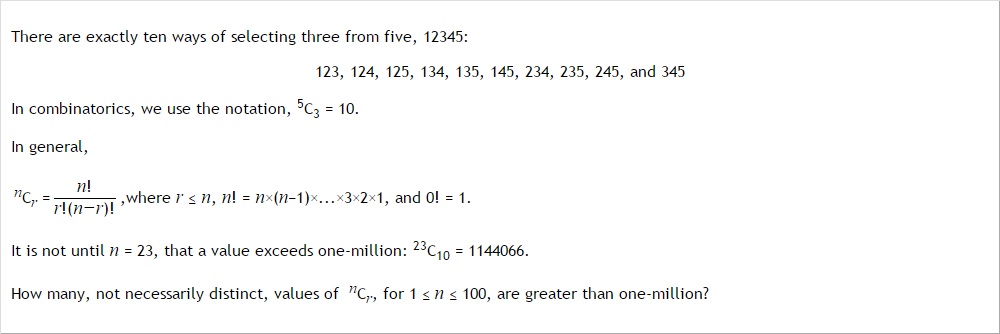 There are exactly ten ways of selecting three from five, 12345:
123, 124, 125, 134, 135, 145, 234, 235, 245, and 345
In combinatorics, we use the notation, ⁵C₃ = 10.
In general,
ⁿCᵣ = n!/r!(n−r)! ,where r ≤ n, n! = n×(n−1)×...×3×2×1, and 0! = 1.
It is not until n = 23, that a value exceeds one-million: ²³C₁₀ = 1144066.
How many, not necessarily distinct, values of ⁿCᵣ, for 1 ≤ n ≤ 100, are greater than one-million?